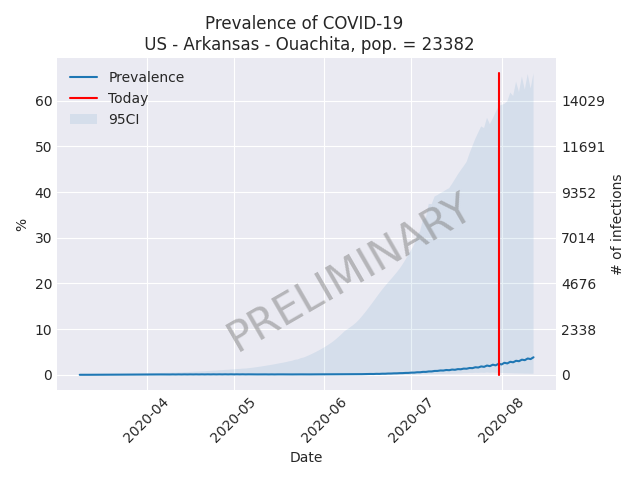 Prevalence of COVID-19
US - Arkansas - Ouachita, pop. = 23382
Prevalence
Today
95CI
60
50
40
30
20
10
0
%
14029
11691
9352
7014
4676
2338
0
# of infections
PRELIMINARY
2020-04
2020-05
2020-06
2020-07
2020-08
Date